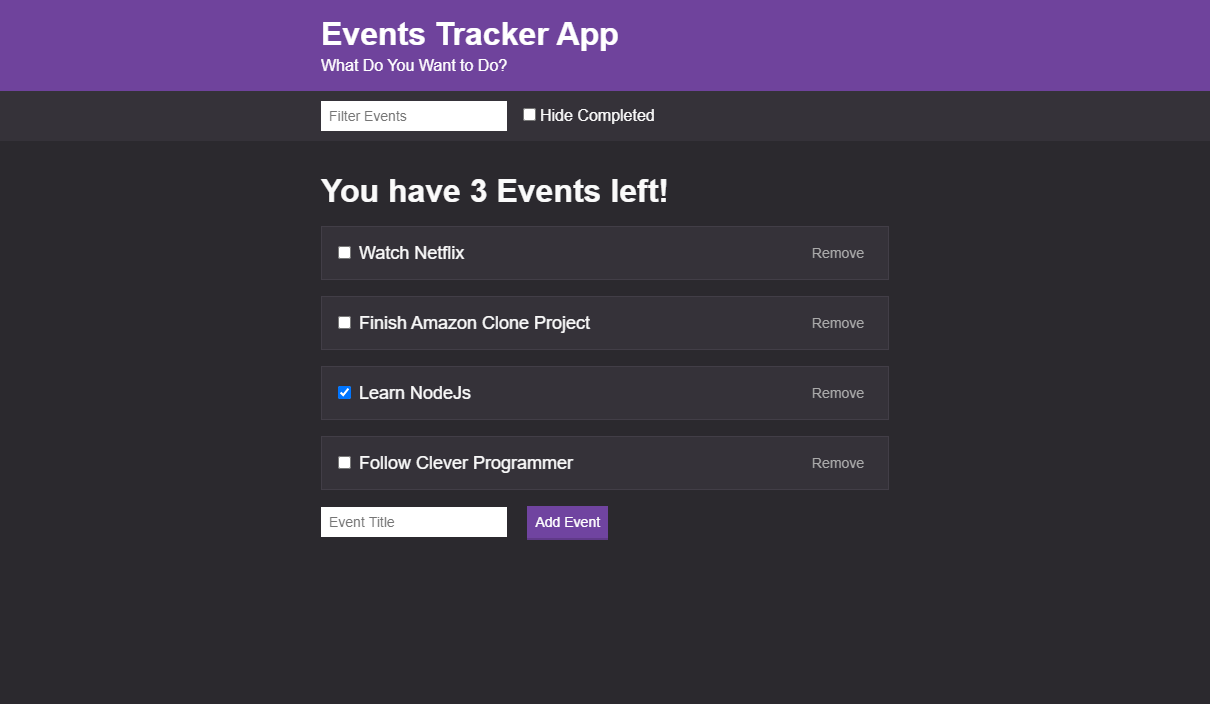 Events Tracker App
What Do You Want to Do?
Filter Events Hide Completed
You have 3 Events left!
Watch Netflix Remove
Finish Amazon Clone Project Remove
Learn NodeJs Remove
Follow Clever Programmer Remove
Event Title Add Event